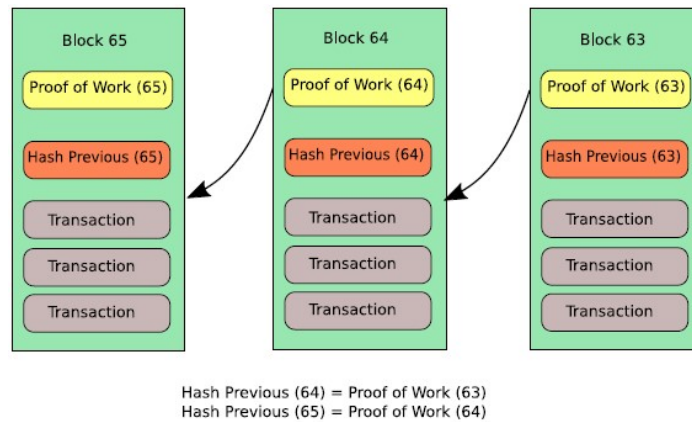 Block 65
Proof of Work (65)
Hash Previous (65)
Transaction
Transaction
Transaction
Block 64
Proof of Work (64)
Hash Previous (64)
Transaction
Transaction
Transaction
Block 63
Proof of Work (63)
Hash Previous (63)
Transaction
Transaction
Transaction
Hash Previous (64) = Proof of Work (63)
Hash Previous (65) = Proof of Work (64)